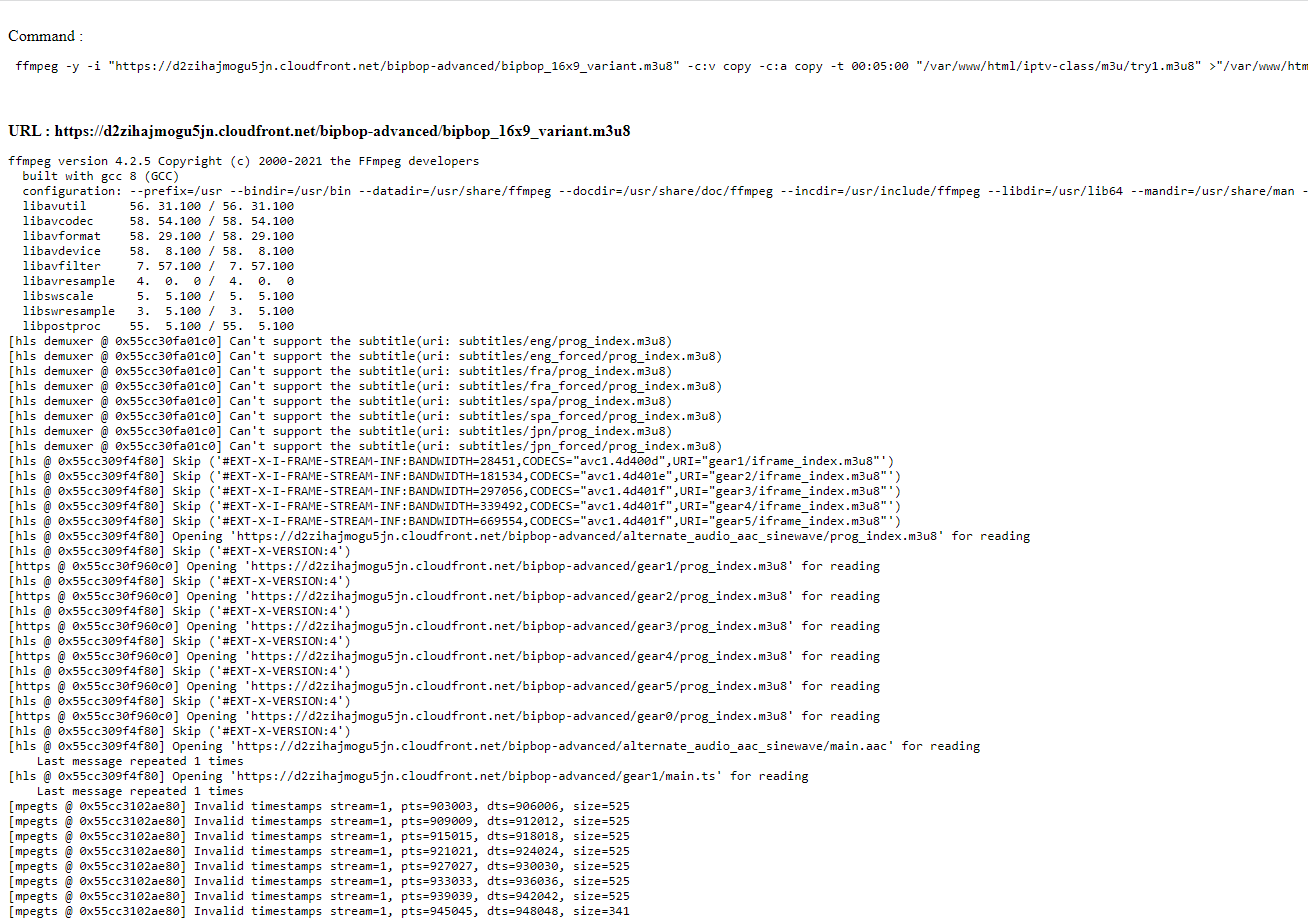 Command :
ffmpeg -y -i "https://d2zihajmogu5jn.cloudfront.net/bipbop-advanced/bipbop_16x9_variant.m3u8" -c:v copy -c:a copy -t 00:05:00 "/var/www/html/iptv-class/m3u/try1.m3u8" >"/var/www/htm
URL : https://d2zihajmogu5jn.cloudfront.net/bipbop-advanced/bipbop_16x9_variant.m3u8
ffmpeg version 4.2.5 Copyright (c) 2000-2021 the FFmpeg developers
  built with gcc 8 (GCC)
  configuration: --prefix=/usr --bindir=/usr/bin --datadir=/usr/share/ffmpeg --docdir=/usr/share/doc/ffmpeg --incdir=/usr/include/ffmpeg --libdir=/usr/lib64 --mandir=/usr/share/man -
  libavutil      56. 31.100 / 56. 31.100
  libavcodec     58. 54.100 / 58. 54.100
  libavformat    58. 29.100 / 58. 29.100
  libavdevice    58.  8.100 / 58.  8.100
  libavfilter     7. 57.100 /  7. 57.100
  libavresample   4.  0.  0 /  4.  0.  0
  libswscale      5.  5.100 /  5.  5.100
  libswresample   3.  5.100 /  3.  5.100
  libpostproc    55.  5.100 / 55.  5.100
[hls demuxer @ 0x55cc30fa01c0] Can't support the subtitle(uri: subtitles/eng/prog_index.m3u8)
[hls demuxer @ 0x55cc30fa01c0] Can't support the subtitle(uri: subtitles/eng_forced/prog_index.m3u8)
[hls demuxer @ 0x55cc30fa01c0] Can't support the subtitle(uri: subtitles/fra/prog_index.m3u8)
[hls demuxer @ 0x55cc30fa01c0] Can't support the subtitle(uri: subtitles/fra_forced/prog_index.m3u8)
[hls demuxer @ 0x55cc30fa01c0] Can't support the subtitle(uri: subtitles/spa/prog_index.m3u8)
[hls demuxer @ 0x55cc30fa01c0] Can't support the subtitle(uri: subtitles/spa_forced/prog_index.m3u8)
[hls demuxer @ 0x55cc30fa01c0] Can't support the subtitle(uri: subtitles/jpn/prog_index.m3u8)
[hls demuxer @ 0x55cc30fa01c0] Can't support the subtitle(uri: subtitles/jpn_forced/prog_index.m3u8)
[hls @ 0x55cc309f4f80] Skip ('#EXT-X-I-FRAME-STREAM-INF:BANDWIDTH=28451,CODECS="avc1.4d400d",URI="gear1/iframe_index.m3u8"')
[hls @ 0x55cc309f4f80] Skip ('#EXT-X-I-FRAME-STREAM-INF:BANDWIDTH=181534,CODECS="avc1.4d401e",URI="gear2/iframe_index.m3u8"')
[hls @ 0x55cc309f4f80] Skip ('#EXT-X-I-FRAME-STREAM-INF:BANDWIDTH=297056,CODECS="avc1.4d401f",URI="gear3/iframe_index.m3u8"')
[hls @ 0x55cc309f4f80] Skip ('#EXT-X-I-FRAME-STREAM-INF:BANDWIDTH=339492,CODECS="avc1.4d401f",URI="gear4/iframe_index.m3u8"')
[hls @ 0x55cc309f4f80] Skip ('#EXT-X-I-FRAME-STREAM-INF:BANDWIDTH=669554,CODECS="avc1.4d401f",URI="gear5/iframe_index.m3u8"')
[hls @ 0x55cc309f4f80] Opening 'https://d2zihajmogu5jn.cloudfront.net/bipbop-advanced/alternate_audio_aac_sinewave/prog_index.m3u8' for reading
[hls @ 0x55cc309f4f80] Skip ('#EXT-X-VERSION:4')
[https @ 0x55cc30f960c0] Opening 'https://d2zihajmogu5jn.cloudfront.net/bipbop-advanced/gear1/prog_index.m3u8' for reading
[hls @ 0x55cc309f4f80] Skip ('#EXT-X-VERSION:4')
[https @ 0x55cc30f960c0] Opening 'https://d2zihajmogu5jn.cloudfront.net/bipbop-advanced/gear2/prog_index.m3u8' for reading
[hls @ 0x55cc309f4f80] Skip ('#EXT-X-VERSION:4')
[https @ 0x55cc30f960c0] Opening 'https://d2zihajmogu5jn.cloudfront.net/bipbop-advanced/gear3/prog_index.m3u8' for reading
[hls @ 0x55cc309f4f80] Skip ('#EXT-X-VERSION:4')
[https @ 0x55cc30f960c0] Opening 'https://d2zihajmogu5jn.cloudfront.net/bipbop-advanced/gear4/prog_index.m3u8' for reading
[hls @ 0x55cc309f4f80] Skip ('#EXT-X-VERSION:4')
[https @ 0x55cc30f960c0] Opening 'https://d2zihajmogu5jn.cloudfront.net/bipbop-advanced/gear5/prog_index.m3u8' for reading
[hls @ 0x55cc309f4f80] Skip ('#EXT-X-VERSION:4')
[https @ 0x55cc30f960c0] Opening 'https://d2zihajmogu5jn.cloudfront.net/bipbop-advanced/gear0/prog_index.m3u8' for reading
[hls @ 0x55cc309f4f80] Skip ('#EXT-X-VERSION:4')
[hls @ 0x55cc309f4f80] Opening 'https://d2zihajmogu5jn.cloudfront.net/bipbop-advanced/alternate_audio_aac_sinewave/main.aac' for reading
    Last message repeated 1 times
[hls @ 0x55cc309f4f80] Opening 'https://d2zihajmogu5jn.cloudfront.net/bipbop-advanced/gear1/main.ts' for reading
    Last message repeated 1 times
[mpegts @ 0x55cc3102ae80] Invalid timestamps stream=1, pts=903003, dts=906006, size=525
[mpegts @ 0x55cc3102ae80] Invalid timestamps stream=1, pts=909009, dts=912012, size=525
[mpegts @ 0x55cc3102ae80] Invalid timestamps stream=1, pts=915015, dts=918018, size=525
[mpegts @ 0x55cc3102ae80] Invalid timestamps stream=1, pts=921021, dts=924024, size=525
[mpegts @ 0x55cc3102ae80] Invalid timestamps stream=1, pts=927027, dts=930030, size=525
[mpegts @ 0x55cc3102ae80] Invalid timestamps stream=1, pts=933033, dts=936036, size=525
[mpegts @ 0x55cc3102ae80] Invalid timestamps stream=1, pts=939039, dts=942042, size=525
[mpegts @ 0x55cc3102ae80] Invalid timestamps stream=1, pts=945045, dts=948048, size=341